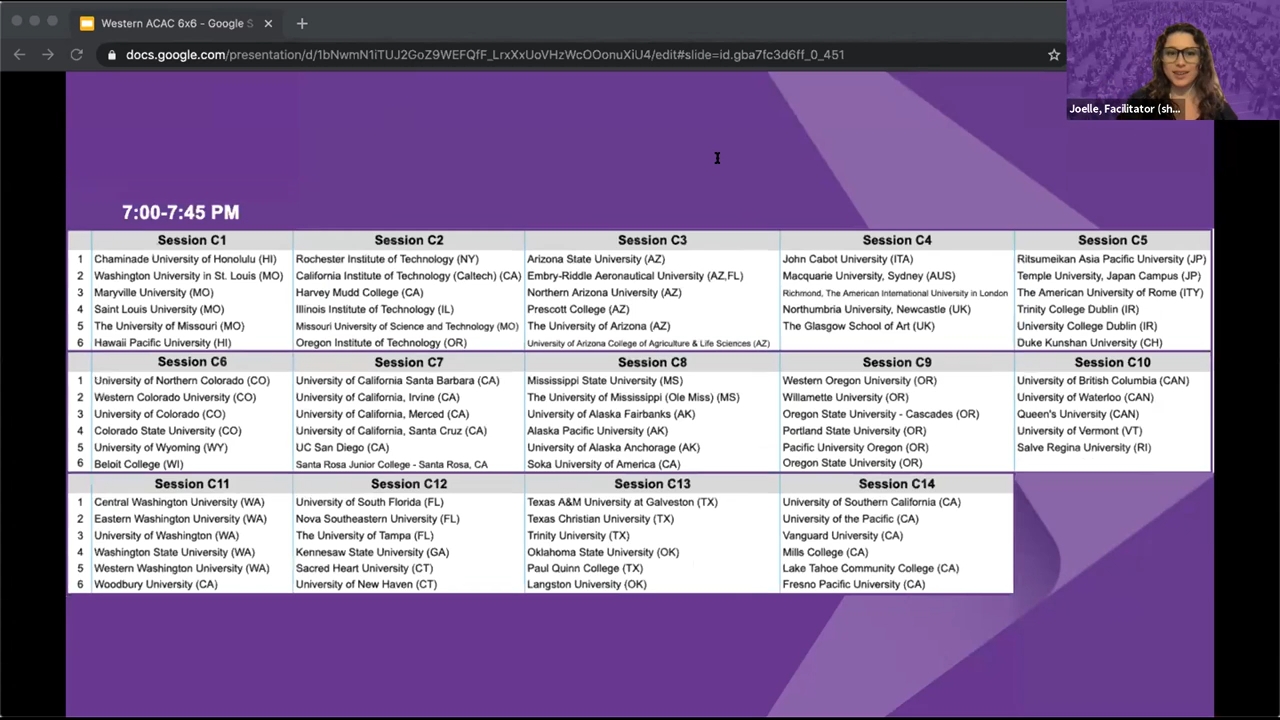 Western ACAC 6x6 - Google S
docs.google.com/presentation/d/1bNwmN1iTUJ2GoZ9WEFQfF_LrxXxUoVHzWcOOonuXiU4/edit#slide=id.gba7fc3d6ff_0_451
Joelle, Facilitator (sh...
7:00-7:45 PM
Session C1 Session C2 Session C3 Session C4 Session C5
1 Chaminade University of Honolulu (HI) Rochester Institute of Technology (NY) Arizona State University (AZ) John Cabot University (ITA) Ritsumeikan Asia Pacific University (JP)
2 Washington University in St. Louis (MO) California Institute of Technology (Caltech) (CA) Embry-Riddle Aeronautical University (AZ,FL) Macquarie University, Sydney (AUS) Temple University, Japan Campus (JP)
3 Maryville University (MO) Harvey Mudd College (CA) Northern Arizona University (AZ) Richmond, The American International University in London The American University of Rome (ITY)
4 Saint Louis University (MO) Illinois Institute of Technology (IL) Prescott College (AZ) Northumbria University, Newcastle (UK) Trinity College Dublin (IR)
5 The University of Missouri (MO) Missouri University of Science and Technology (MO) The University of Arizona (AZ) The Glasgow School of Art (UK) University College Dublin (IR)
6 Hawaii Pacific University (HI) Oregon Institute of Technology (OR) University of Arizona College of Agriculture & Life Sciences (AZ) Duke Kunshan University (CH)
Session C6 Session C7 Session C8 Session C9 Session C10
1 University of Northern Colorado (CO) University of California Santa Barbara (CA) Mississippi State University (MS) Western Oregon University (OR) University of British Columbia (CAN)
2 Western Colorado University (CO) University of California, Irvine (CA) The University of Mississippi (Ole Miss) (MS) Willamette University (OR) University of Waterloo (CAN)
3 University of Colorado (CO) University of California, Merced (CA) University of Alaska Fairbanks (AK) Oregon State University - Cascades (OR) Queen's University (CAN)
4 Colorado State University (CO) University of California, Santa Cruz (CA) Alaska Pacific University (AK) Portland State University (OR) University of Vermont (VT)
5 University of Wyoming (WY) UC San Diego (CA) University of Alaska Anchorage (AK) Pacific University Oregon (OR) Salve Regina University (RI)
6 Beloit College (WI) Santa Rosa Junior College - Santa Rosa, CA Soka University of America (CA) Oregon State University (OR)
Session C11 Session C12 Session C13 Session C14
1 Central Washington University (WA) University of South Florida (FL) Texas A&M University at Galveston (TX) University of Southern California (CA)
2 Eastern Washington University (WA) Nova Southeastern University (FL) Texas Christian University (TX) University of the Pacific (CA)
3 University of Washington (WA) The University of Tampa (FL) Trinity University (TX) Vanguard University (CA)
4 Washington State University (WA) Kennesaw State University (GA) Oklahoma State University (OK) Mills College (CA)
5 Western Washington University (WA) Sacred Heart University (CT) Paul Quinn College (TX) Lake Tahoe Community College (CA)
6 Woodbury University (CA) University of New Haven (CT) Langston University (OK) Fresno Pacific University (CA)